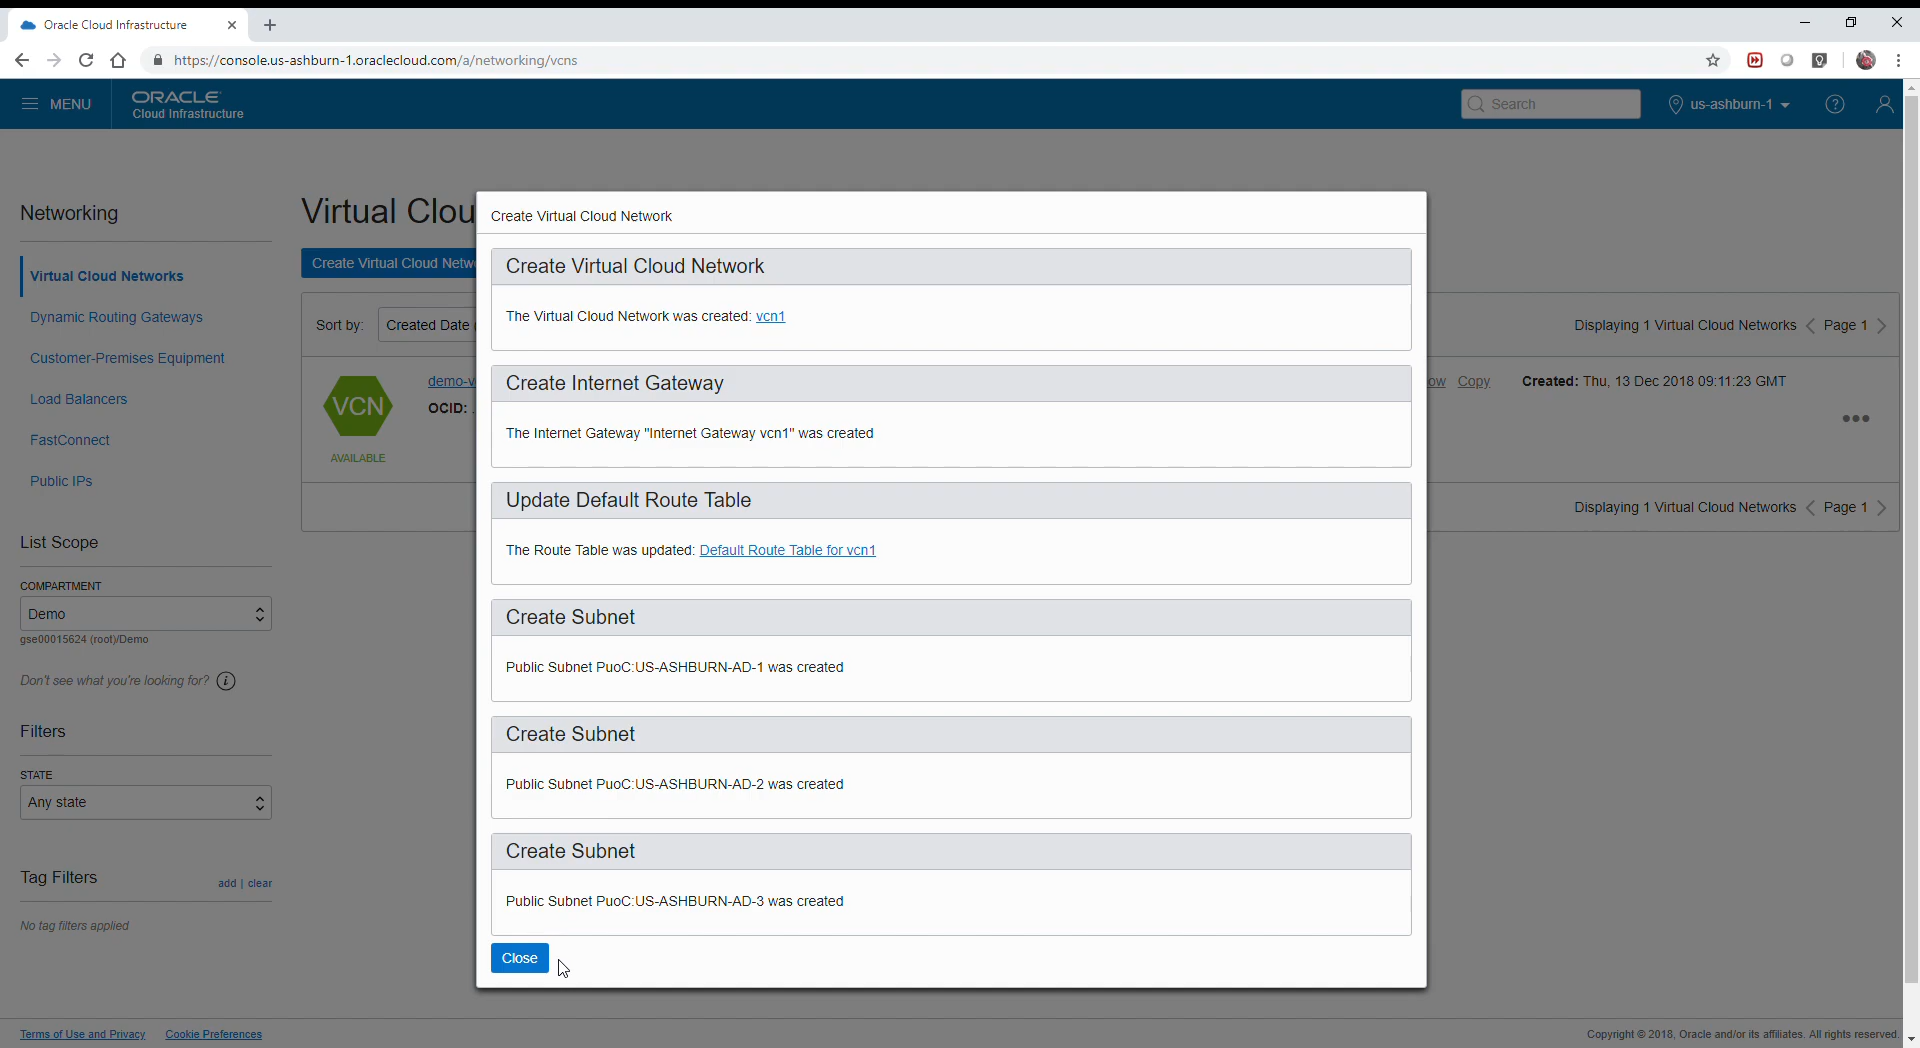 Oracle Cloud Infrastructure
https://console.us-ashburn-1.oraclecloud.com/a/networking/vcns
MENU
ORACLE
Cloud Infrastructure
Search
us-ashburn-1
Networking
Virtual Cloud Networks
Dynamic Routing Gateways
Customer-Premises Equipment
Load Balancers
FastConnect
Public IPs
List Scope
COMPARTMENT
Demo
gse00015624 (root)/Demo
Don't see what you're looking for?
Filters
STATE
Any state
Tag Filters
add | clear
No tag filters applied
Virtual Clou
Create Virtual Cloud Netw
Sort by: Created Date
Displaying 1 Virtual Cloud Networks Page 1
VCN
AVAILABLE
demo-v
OCID:
ow Copy
Created: Thu, 13 Dec 2018 09:11:23 GMT
Displaying 1 Virtual Cloud Networks Page 1
Create Virtual Cloud Network
Create Virtual Cloud Network
The Virtual Cloud Network was created: vcn1
Create Internet Gateway
The Internet Gateway "Internet Gateway vcn1" was created
Update Default Route Table
The Route Table was updated: Default Route Table for vcn1
Create Subnet
Public Subnet PuoC:US-ASHBURN-AD-1 was created
Create Subnet
Public Subnet PuoC:US-ASHBURN-AD-2 was created
Create Subnet
Public Subnet PuoC:US-ASHBURN-AD-3 was created
Close
Terms of Use and Privacy Cookie Preferences
Copyright © 2018, Oracle and/or its affiliates. All rights reserved.